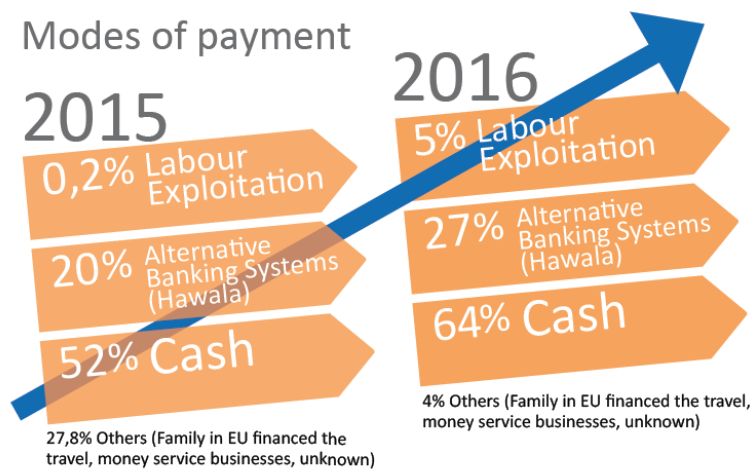 Modes of payment
2015
0,2% Labour
Exploitation
20% Alternative
Banking Systems
(Hawala)
52% Cash
27,8% Others (Family in EU financed the
travel, money service businesses, unknown)
2016
5% Labour
Exploitation
27% Alternative
Banking Systems
(Hawala)
64% Cash
4% Others (Family in EU financed the travel,
money service businesses, unknown)